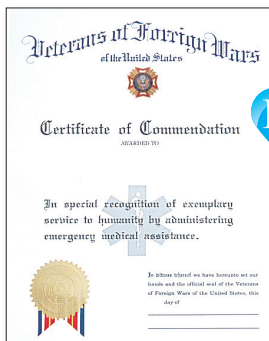 Veterans of Foreign Wars
of the United States
Certificate of Commendation
AWARDED TO
In special recognition of exemplary
service to humanity by administering
emergency medical assistance.
In witness whereof we have hereunto set our
hands and the official seal of the Veterans
of Foreign Wars of the United States, this
day of